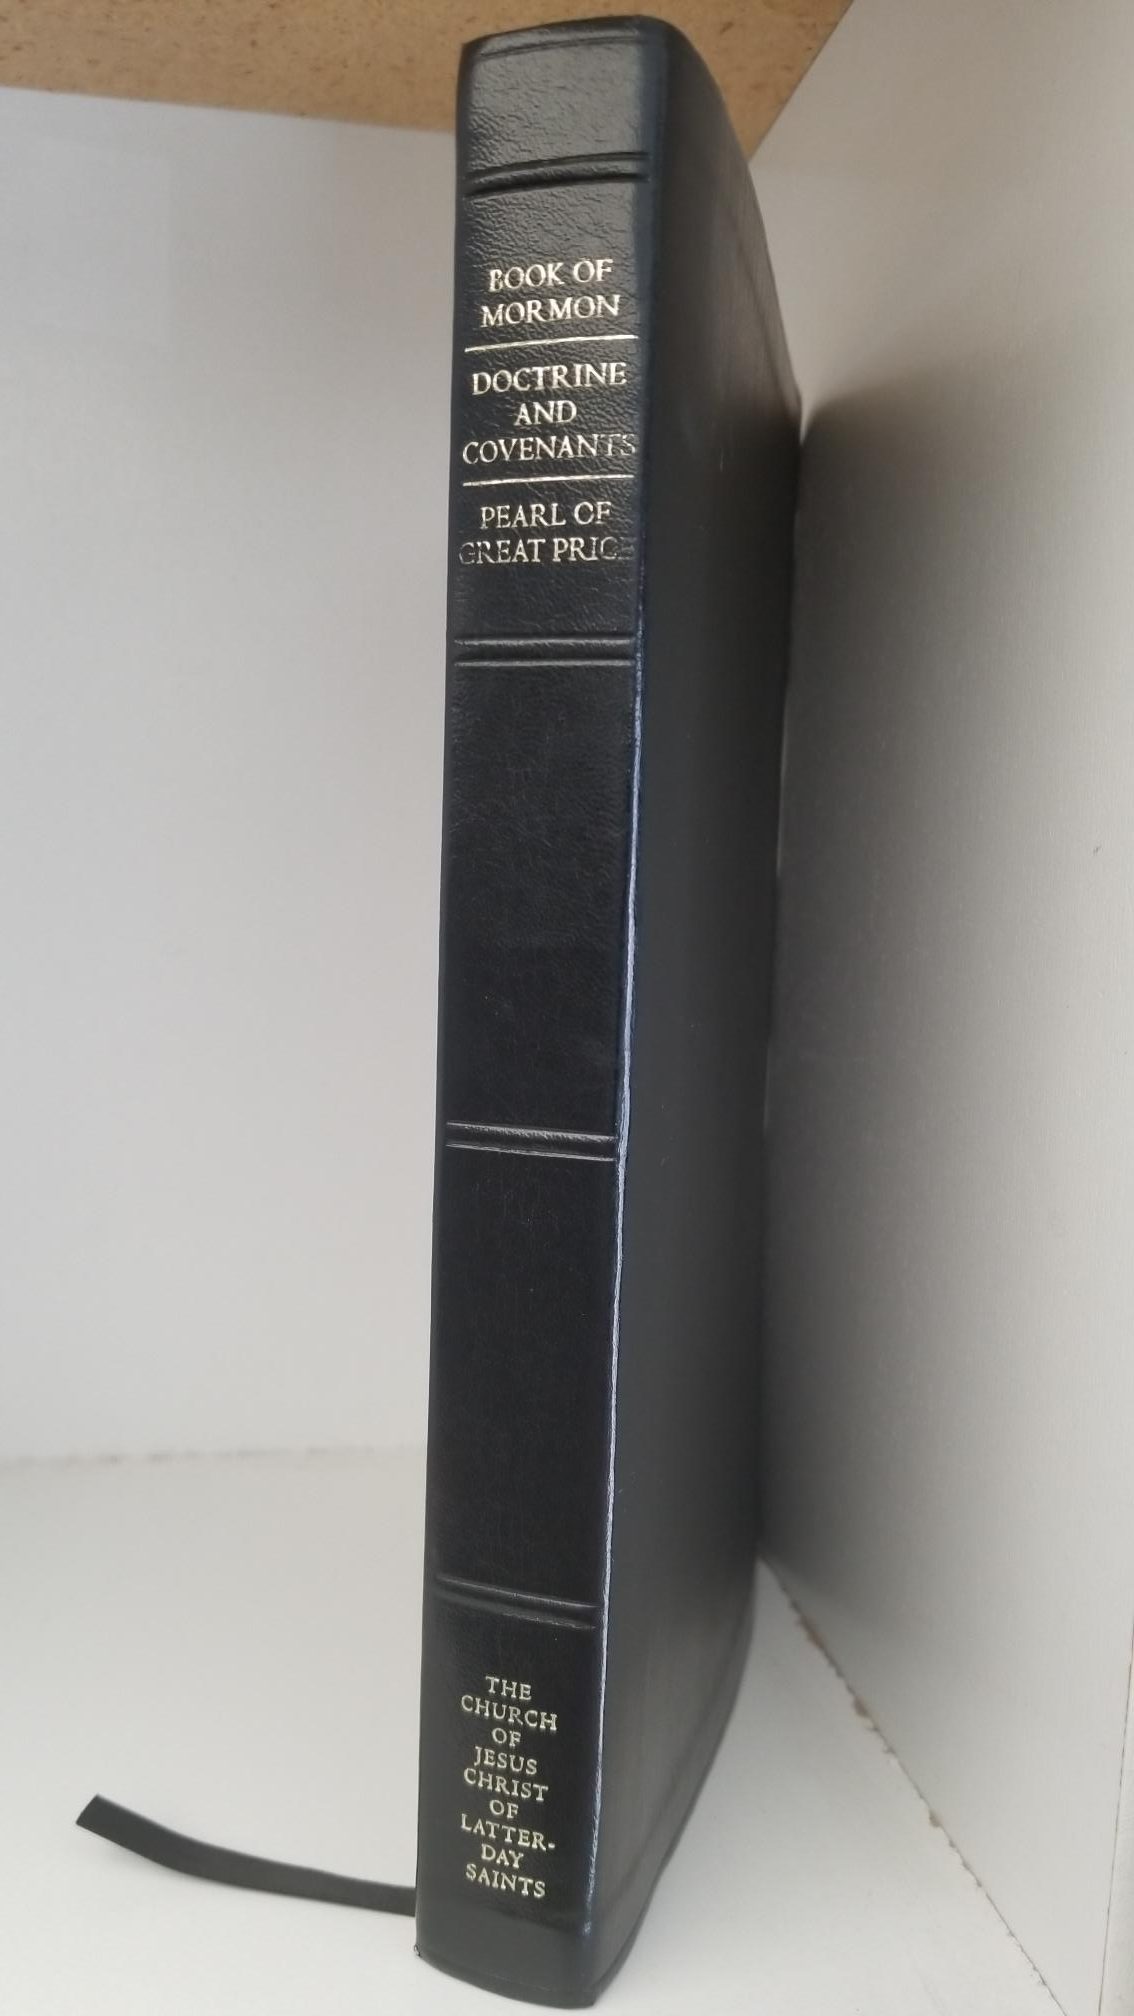 BOOK OF
MORMON
DOCTRINE
AND
COVENANTS
PEARL OF
GREAT PRICE
THE
CHURCH
OF
JESUS
CHRIST
OF
LATTER-
DAY
SAINTS